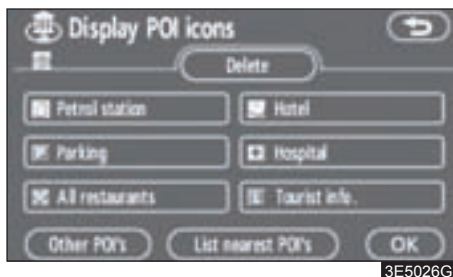 Display POI icons
Delete
Petrol station
Hotel
Parking
Hospital
All restaurants
Tourist info.
Other POI's
List nearest POI's
OK
3E5026G